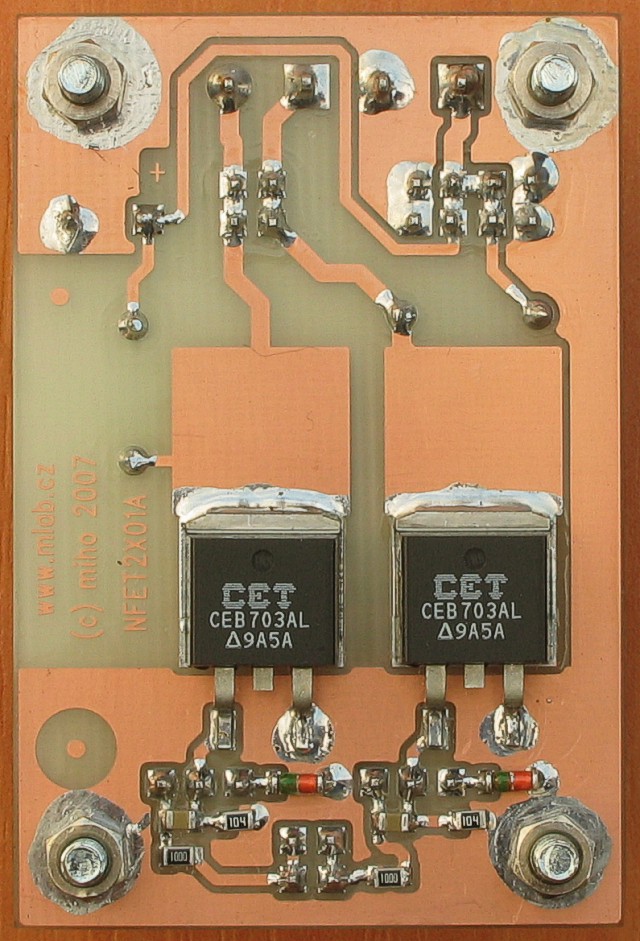 +
www.mlab.cz
(c) miho 2007
NFET2X01A
CET
CEB703AL
Δ9A5A
CET
CEB703AL
Δ9A5A
104
104
1000
1000